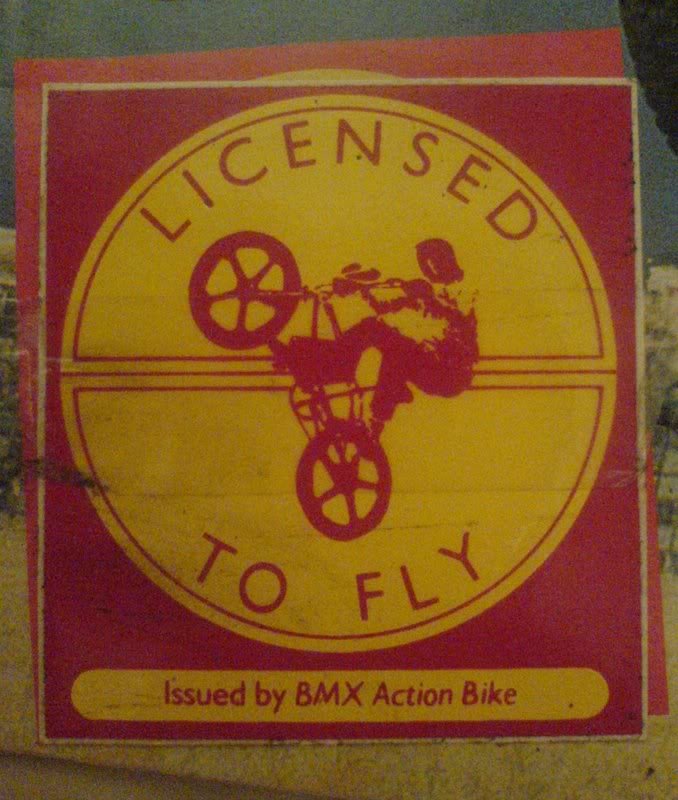 LICENSED
TO FLY
Issued by BMX Action Bike